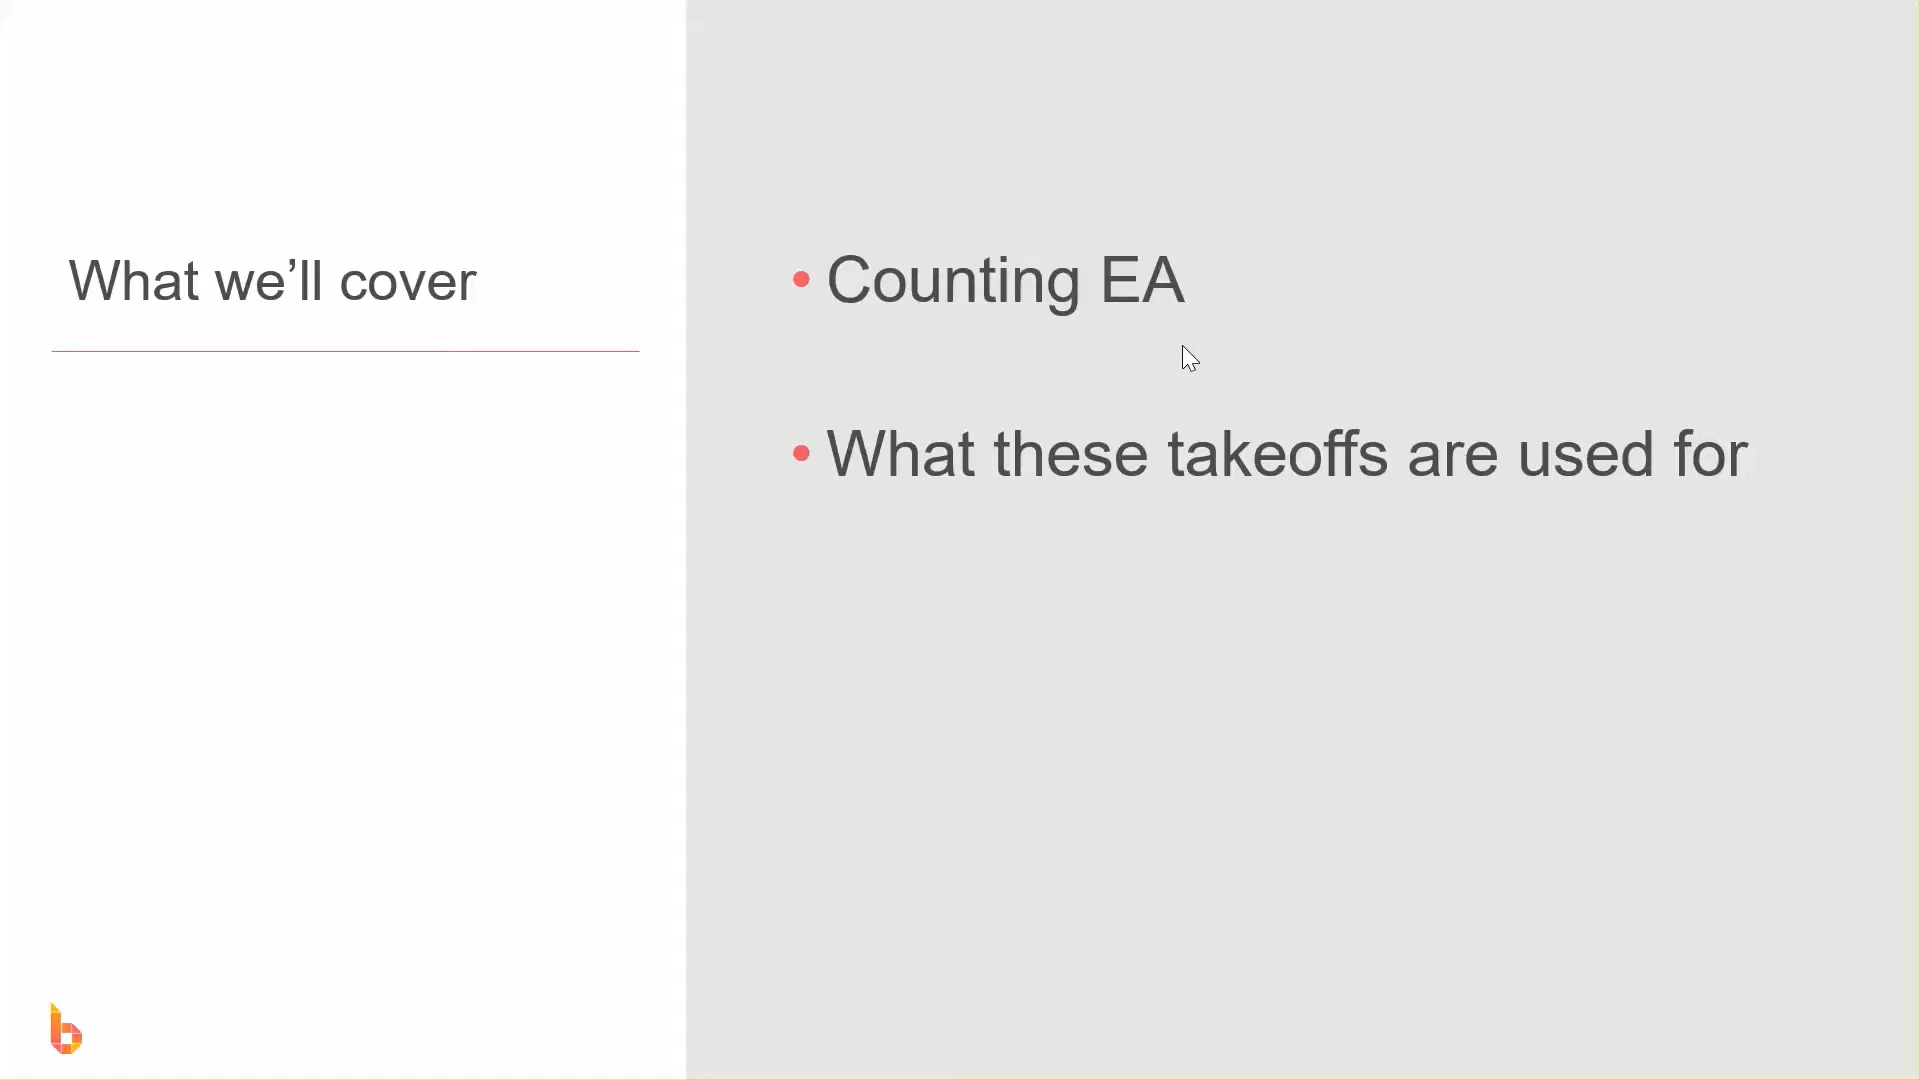 What we’ll cover
• Counting EA
• What these takeoffs are used for